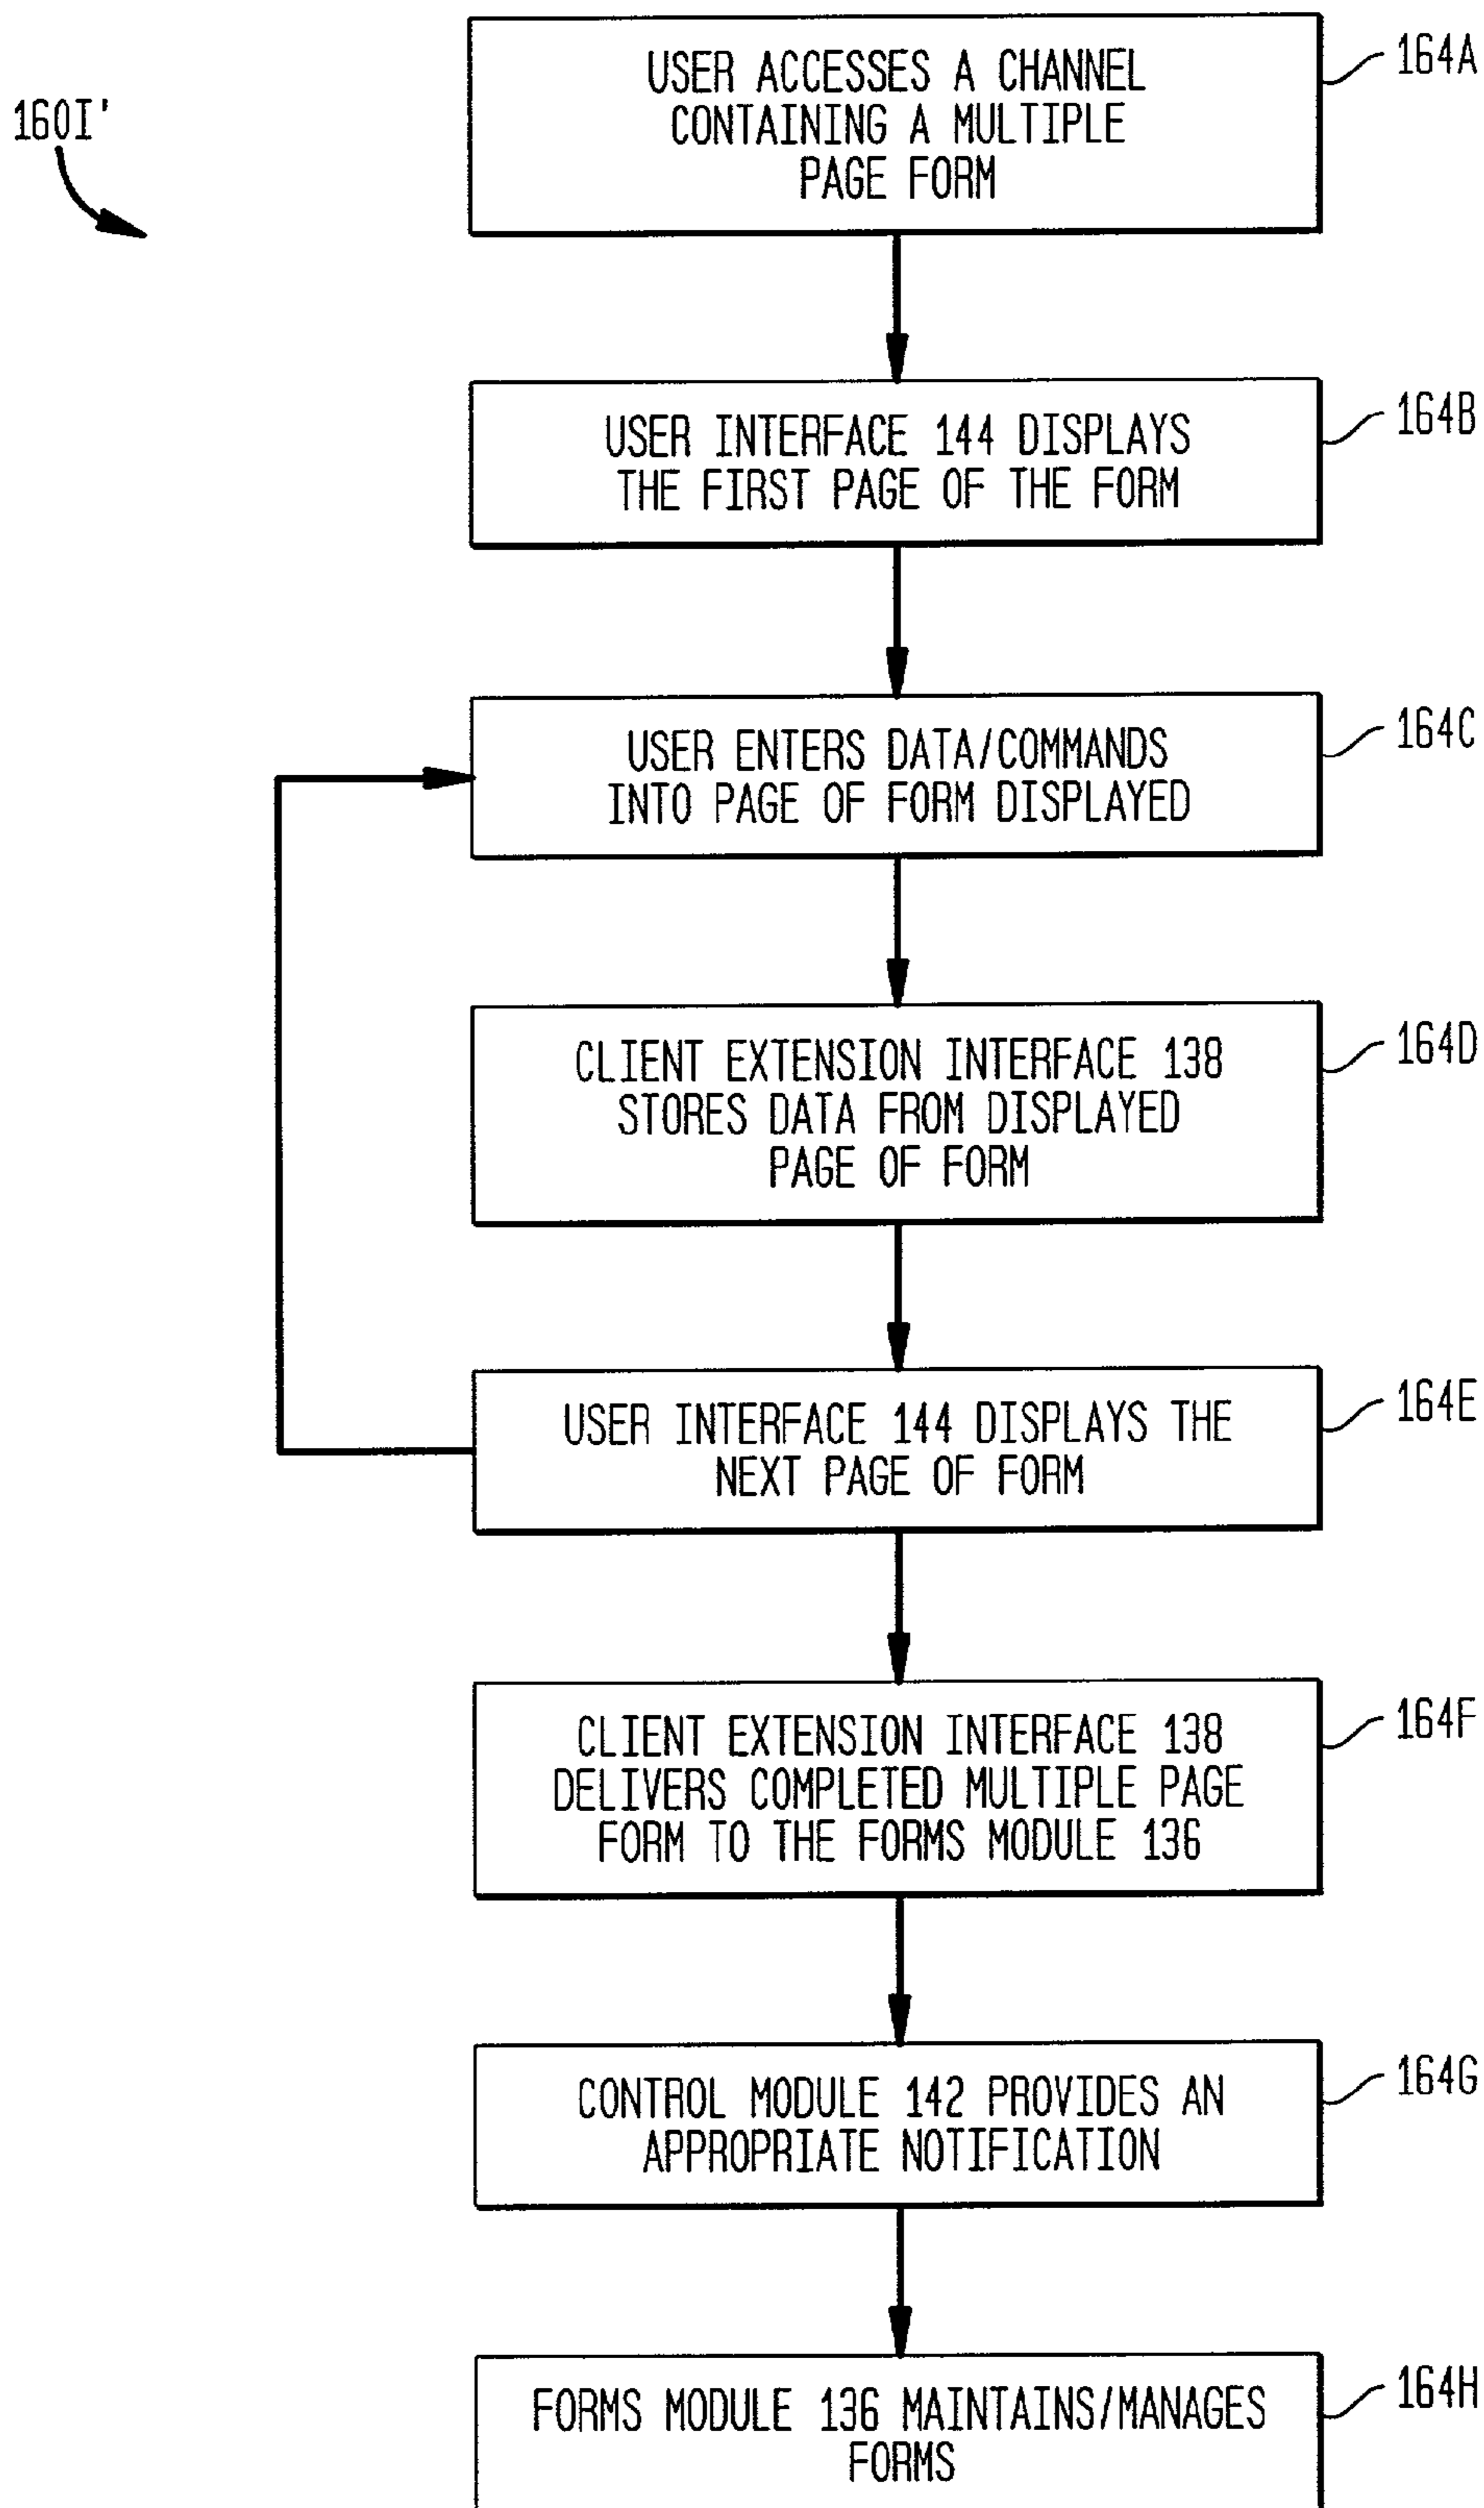 160I'
USER ACCESSES A CHANNEL
CONTAINING A MULTIPLE
PAGE FORM
164A
USER INTERFACE 144 DISPLAYS
THE FIRST PAGE OF THE FORM
164B
USER ENTERS DATA/COMMANDS
INTO PAGE OF FORM DISPLAYED
164C
CLIENT EXTENSION INTERFACE 138
STORES DATA FROM DISPLAYED
PAGE OF FORM
164D
USER INTERFACE 144 DISPLAYS THE
NEXT PAGE OF FORM
164E
CLIENT EXTENSION INTERFACE 138
DELIVERS COMPLETED MULTIPLE PAGE
FORM TO THE FORMS MODULE 136
164F
CONTROL MODULE 142 PROVIDES AN
APPROPRIATE NOTIFICATION
164G
FORMS MODULE 136 MAINTAINS/MANAGES
FORMS
164H